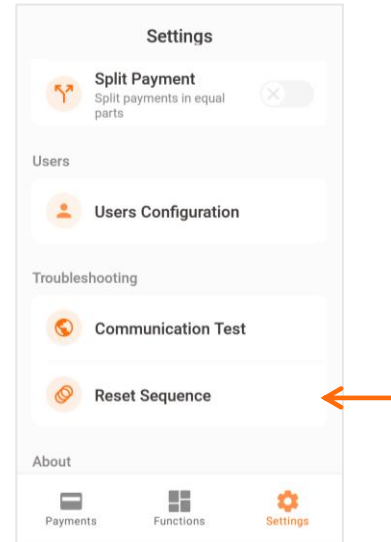 Settings
Split Payment
Split payments in equal
parts
Users
Users Configuration
Troubleshooting
Communication Test
Reset Sequence
About
Payments
Functions
Settings